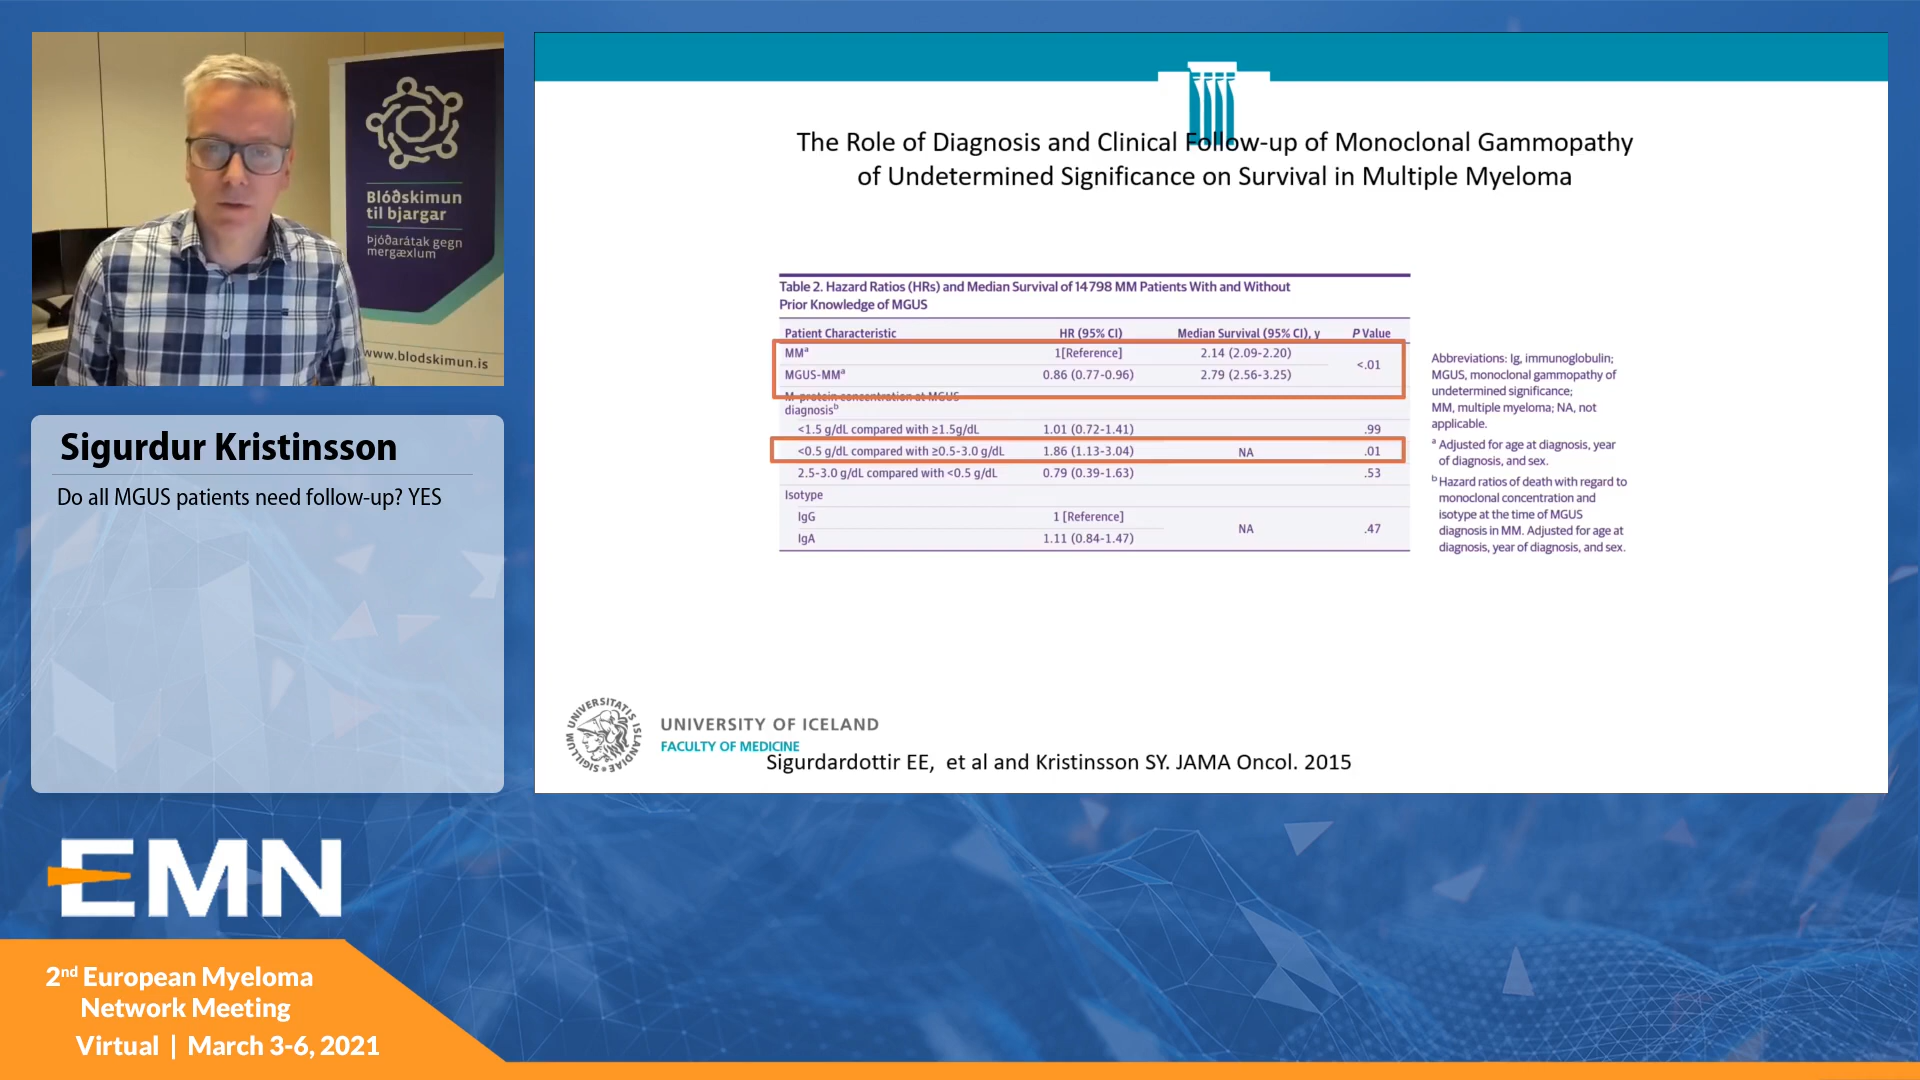 Blóðskimun
til bjargar
Þjóðarátak gegn
mergæxlum
www.blodskimun.is
Sigurdur Kristinsson
Do all MGUS patients need follow-up? YES
EMN
2nd European Myeloma
Network Meeting
Virtual | March 3-6, 2021
The Role of Diagnosis and Clinical Follow-up of Monoclonal Gammopathy
of Undetermined Significance on Survival in Multiple Myeloma
Table 2. Hazard Ratios (HRs) and Median Survival of 14798 MM Patients With and Without
Prior Knowledge of MGUS
Patient Characteristic HR (95% CI) Median Survival (95% CI), y P Value
MMa 1[Reference] 2.14 (2.09-2.20)
<.01
MGUS-MMa 0.86 (0.77-0.96) 2.79 (2.56-3.25)
M-protein concentration at MGUS
diagnosisb
<1.5 g/dL compared with ≥1.5g/dL 1.01 (0.72-1.41) .99
<0.5 g/dL compared with ≥0.5-3.0 g/dL 1.86 (1.13-3.04) NA .01
2.5-3.0 g/dL compared with <0.5 g/dL 0.79 (0.39-1.63) .53
Isotype
IgG 1 [Reference]
NA .47
IgA 1.11 (0.84-1.47)
Abbreviations: Ig, immunoglobulin;
MGUS, monoclonal gammopathy of
undetermined significance;
MM, multiple myeloma; NA, not
applicable.
a Adjusted for age at diagnosis, year
of diagnosis, and sex.
b Hazard ratios of death with regard to
monoclonal concentration and
isotype at the time of MGUS
diagnosis in MM. Adjusted for age at
diagnosis, year of diagnosis, and sex.
SIGILLUM UNIVERSITATIS ISLANDIAE
UNIVERSITY OF ICELAND
FACULTY OF MEDICINE
Sigurdardottir EE, et al and Kristinsson SY. JAMA Oncol. 2015